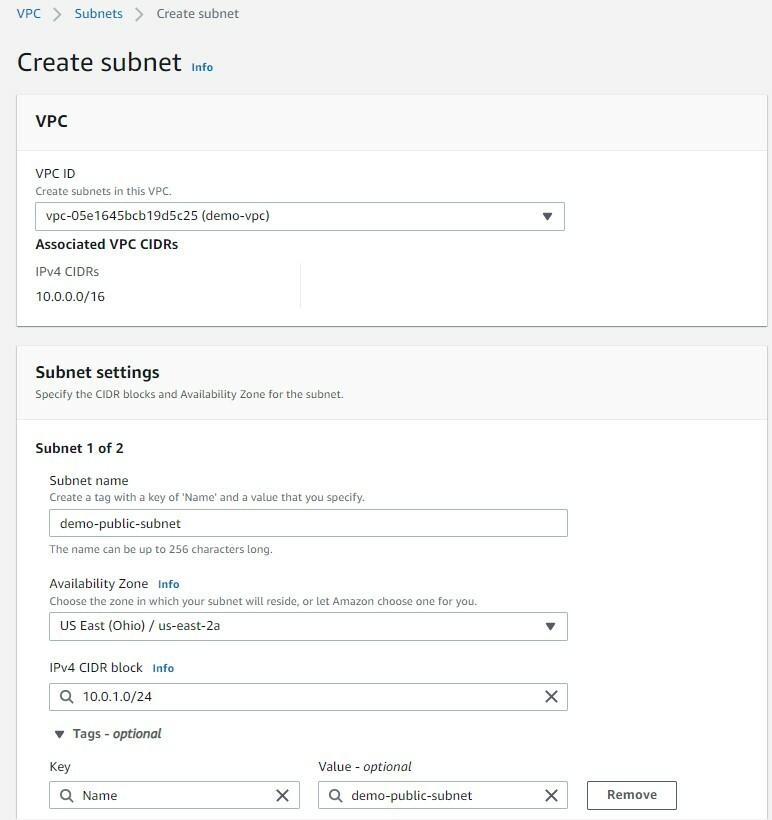 VPC > Subnets > Create subnet
Create subnet Info
VPC
VPC ID
Create subnets in this VPC.
vpc-05e1645bcb19d5c25 (demo-vpc)
Associated VPC CIDRs
IPv4 CIDRs
10.0.0.0/16
Subnet settings
Specify the CIDR blocks and Availability Zone for the subnet.
Subnet 1 of 2
Subnet name
Create a tag with a key of 'Name' and a value that you specify.
demo-public-subnet
The name can be up to 256 characters long.
Availability Zone Info
Choose the zone in which your subnet will reside, or let Amazon choose one for you.
US East (Ohio) / us-east-2a
IPv4 CIDR block Info
10.0.1.0/24
Tags - optional
Key Value - optional
Name demo-public-subnet Remove